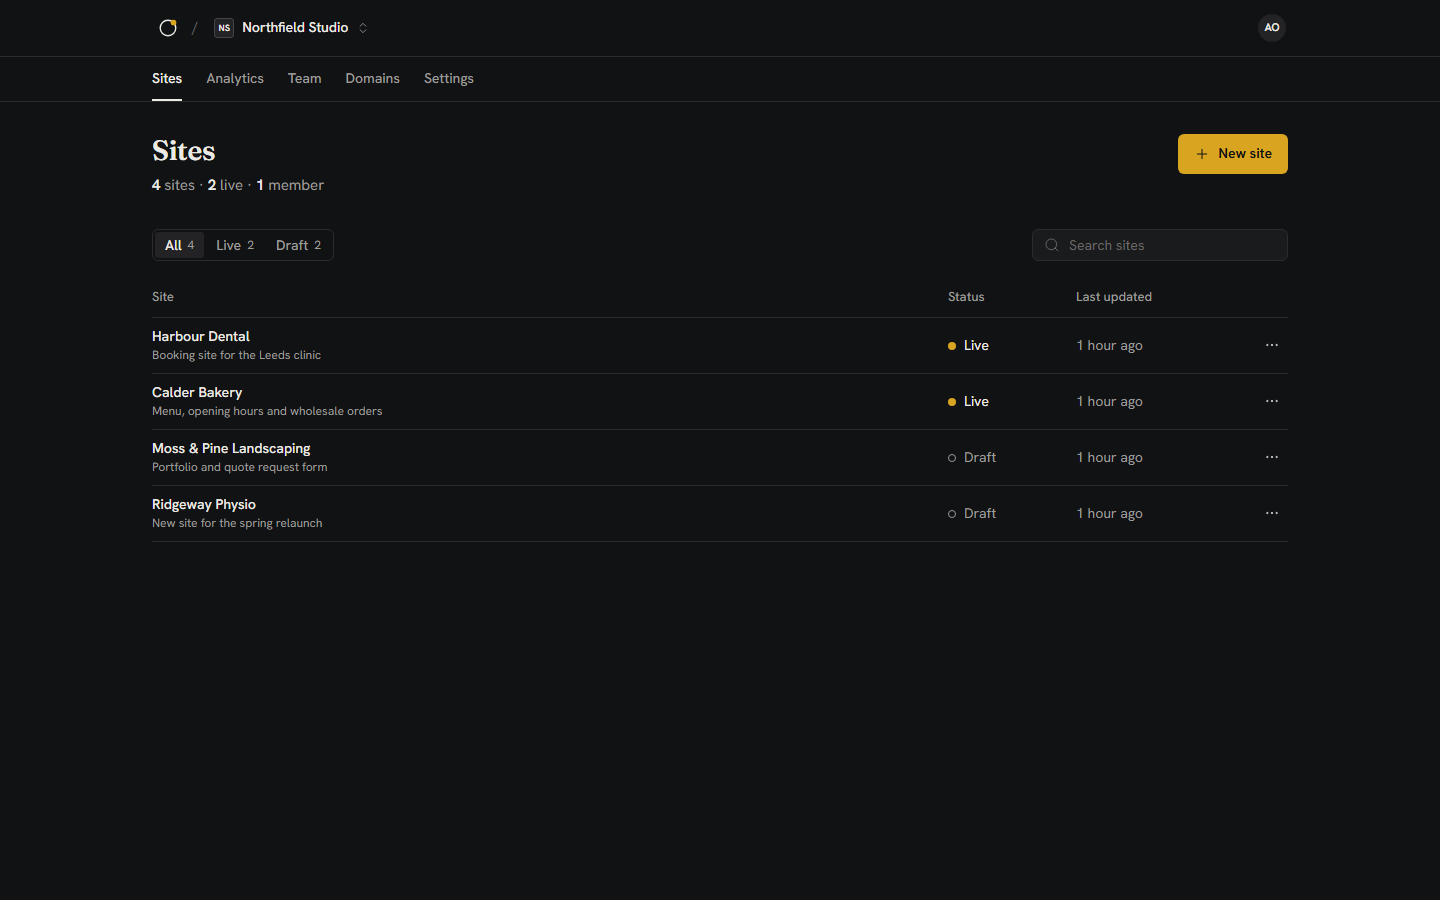 / NS Northfield Studio AO
Sites Analytics Team Domains Settings
Sites
+ New site
4 sites · 2 live · 1 member
All 4 Live 2 Draft 2 Search sites
Site Status Last updated
Harbour Dental
Booking site for the Leeds clinic
Live 1 hour ago ...
Calder Bakery
Menu, opening hours and wholesale orders
Live 1 hour ago ...
Moss & Pine Landscaping
Portfolio and quote request form
Draft 1 hour ago ...
Ridgeway Physio
New site for the spring relaunch
Draft 1 hour ago ...